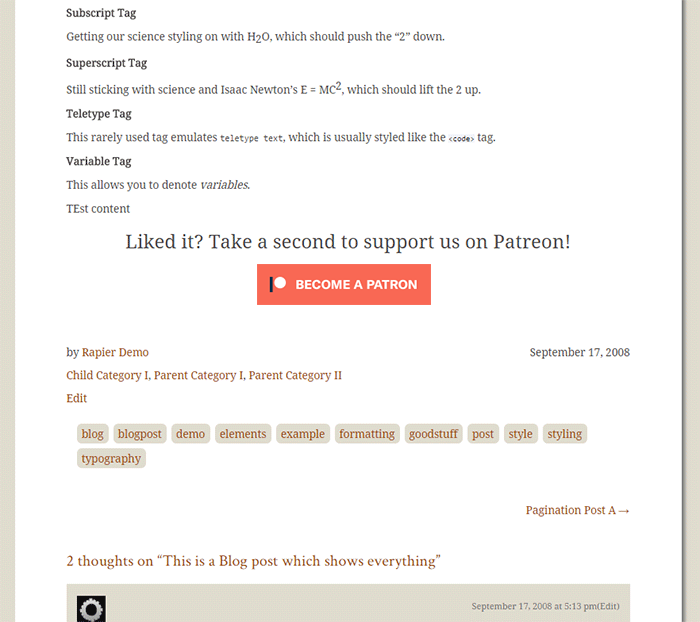 Subscript Tag
Getting our science styling on with H2O, which should push the “2” down.
Superscript Tag
Still sticking with science and Isaac Newton’s E = MC2, which should lift the 2 up.
Teletype Tag
This rarely used tag emulates teletype text, which is usually styled like the <code> tag.
Variable Tag
This allows you to denote variables.
TEst content
Liked it? Take a second to support us on Patreon!
BECOME A PATRON
by Rapier Demo September 17, 2008
Child Category I, Parent Category I, Parent Category II
Edit
blog blogpost demo elements example formatting goodstuff post style styling
typography
Pagination Post A →
2 thoughts on “This is a Blog post which shows everything”
September 17, 2008 at 5:13 pm(Edit)